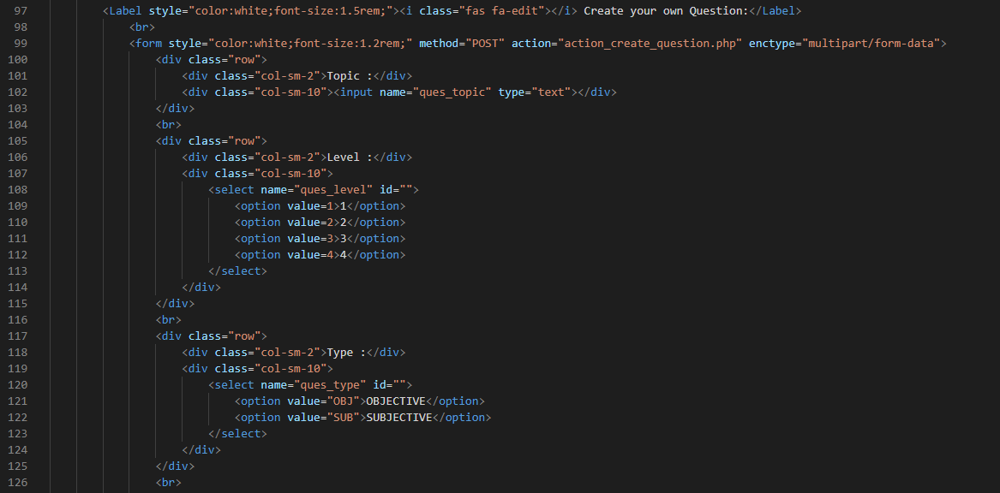 97 <Label style="color:white;font-size:1.5rem;"><i class="fas fa-edit"></i> Create your own Question:</Label>
98 <br>
99 <form style="color:white;font-size:1.2rem;" method="POST" action="action_create_question.php" enctype="multipart/form-data">
100 <div class="row">
101 <div class="col-sm-2">Topic :</div>
102 <div class="col-sm-10"><input name="ques_topic" type="text"></div>
103 </div>
104 <br>
105 <div class="row">
106 <div class="col-sm-2">Level :</div>
107 <div class="col-sm-10">
108 <select name="ques_level" id="">
109 <option value=1>1</option>
110 <option value=2>2</option>
111 <option value=3>3</option>
112 <option value=4>4</option>
113 </select>
114 </div>
115 </div>
116 <br>
117 <div class="row">
118 <div class="col-sm-2">Type :</div>
119 <div class="col-sm-10">
120 <select name="ques_type" id="">
121 <option value="OBJ">OBJECTIVE</option>
122 <option value="SUB">SUBJECTIVE</option>
123 </select>
124 </div>
125 </div>
126 <br>